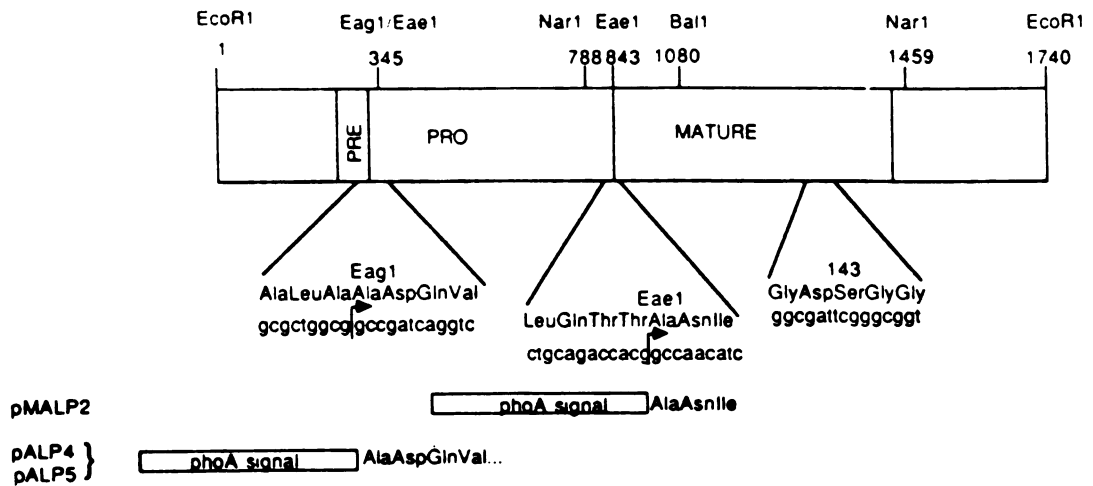 EcoR1 Eag1/Eae1 Nar1 Eae1 Bal1 Nar1 EcoR1
1 345 788 843 1080 1459 1740
PRE PRO MATURE
Eag1
AlaLeuAlaAlaAspGlnVal
gcgctggcggccgatcaggtc
Eae1
LeuGlnThrThrAlaAsnIle
ctgcagaccacggccaacatc
143
GlyAspSerGlyGly
ggcgattcgggcggt
pMALP2 phoA signal AlaAsnIle
pALP4
pALP5
phoA signal AlaAspGlnVal...